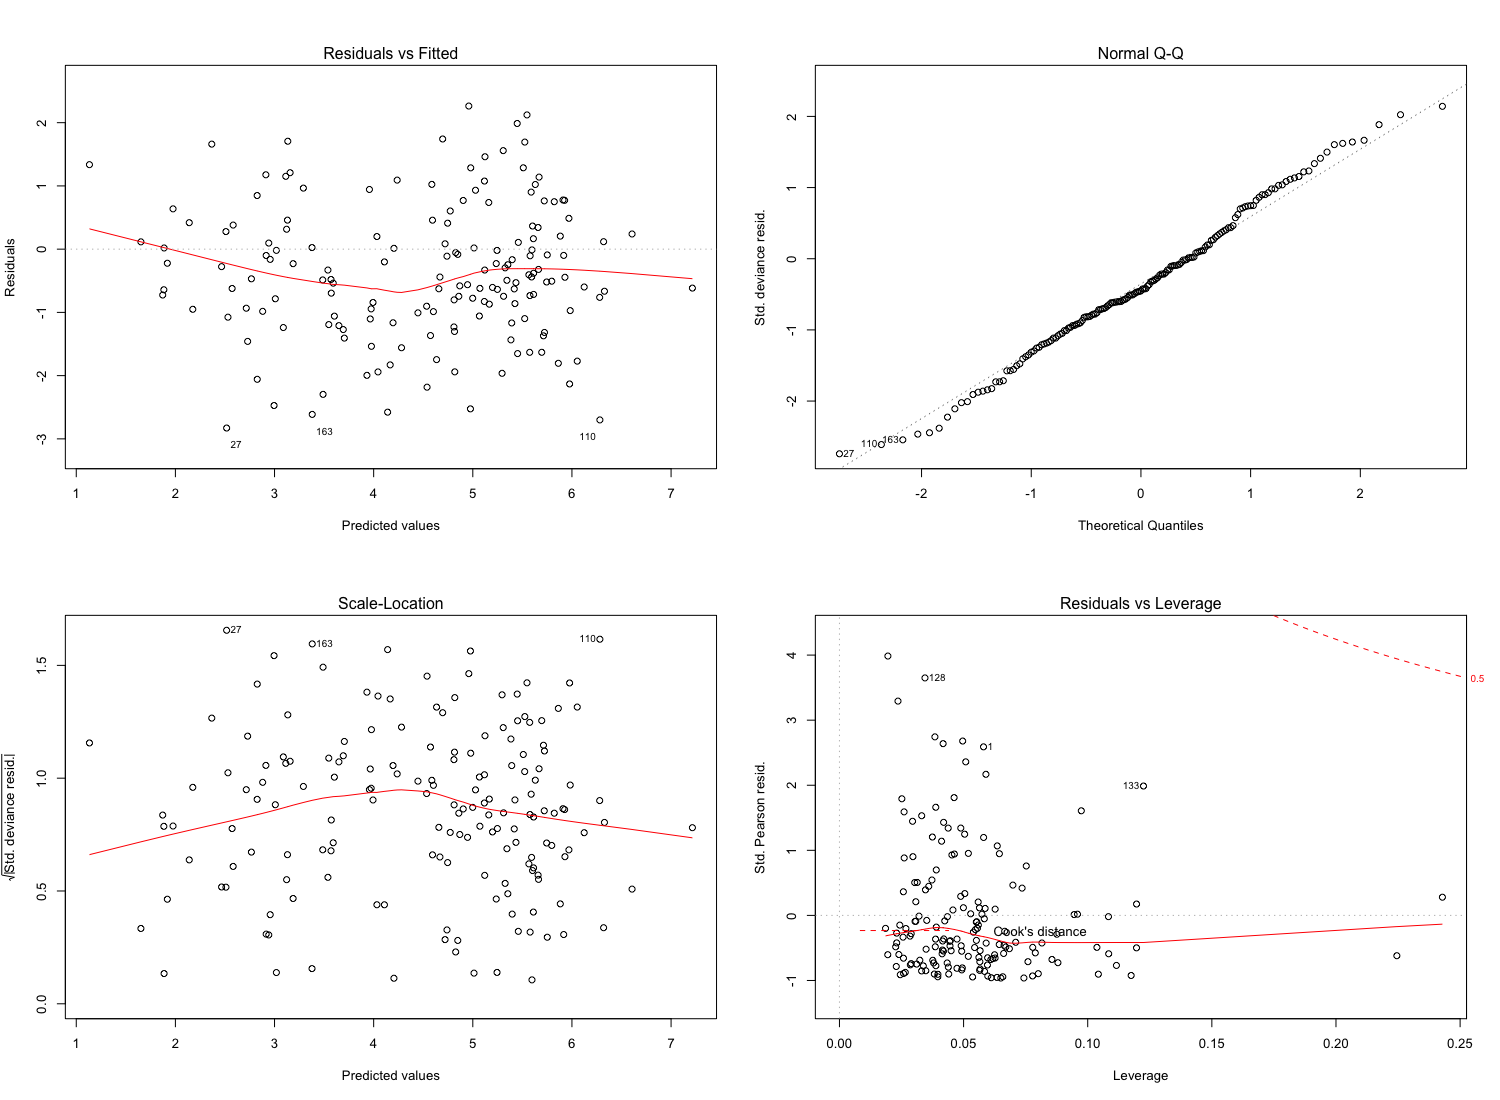 Residuals vs Fitted
Residuals
2
1
0
-1
-2
-3
27
163
110
1 2 3 4 5 6 7
Predicted values
Normal Q-Q
Std. deviance resid.
2
1
0
-1
-2
27
110
163
-2 -1 0 1 2
Theoretical Quantiles
Scale-Location
√|Std. deviance resid.|
1.5
1.0
0.5
0.0
27
163
110
1 2 3 4 5 6 7
Predicted values
Residuals vs Leverage
Std. Pearson resid.
4
3
2
1
0
-1
128
1
133
0.5
Cook's distance
0.00 0.05 0.10 0.15 0.20 0.25
Leverage